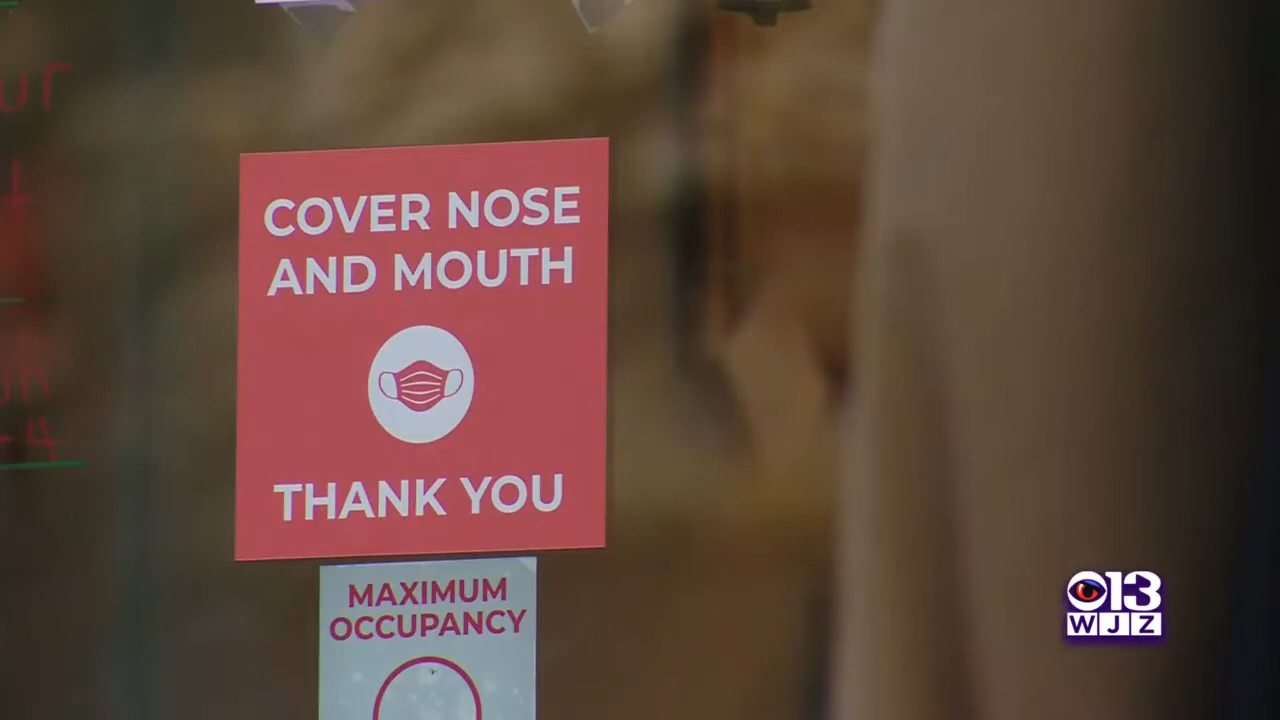 COVER NOSE
AND MOUTH
THANK YOU
MAXIMUM
OCCUPANCY
13
WJZ